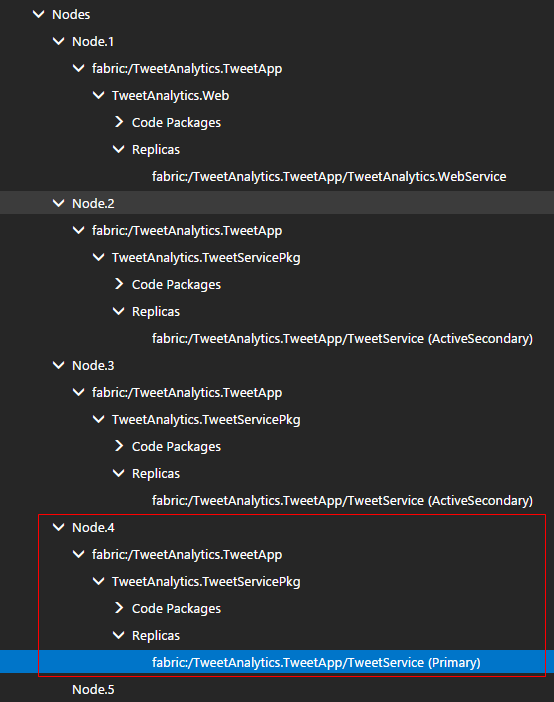 Nodes
Node.1
fabric:/TweetAnalytics.TweetApp
TweetAnalytics.Web
Code Packages
Replicas
fabric:/TweetAnalytics.TweetApp/TweetAnalytics.WebService
Node.2
fabric:/TweetAnalytics.TweetApp
TweetAnalytics.TweetServicePkg
Code Packages
Replicas
fabric:/TweetAnalytics.TweetApp/TweetService (ActiveSecondary)
Node.3
fabric:/TweetAnalytics.TweetApp
TweetAnalytics.TweetServicePkg
Code Packages
Replicas
fabric:/TweetAnalytics.TweetApp/TweetService (ActiveSecondary)
Node.4
fabric:/TweetAnalytics.TweetApp
TweetAnalytics.TweetServicePkg
Code Packages
Replicas
fabric:/TweetAnalytics.TweetApp/TweetService (Primary)
Node.5